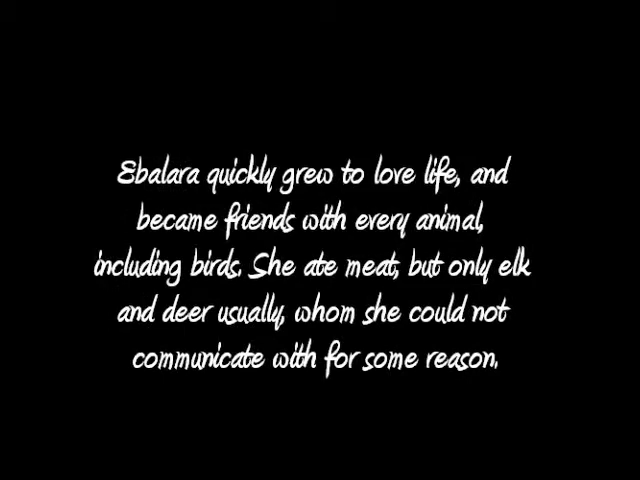 Ebalara quickly grew to love life, and
became friends with every animal,
including birds. She ate meat, but only elk
and deer usually, whom she could not
communicate with for some reason.